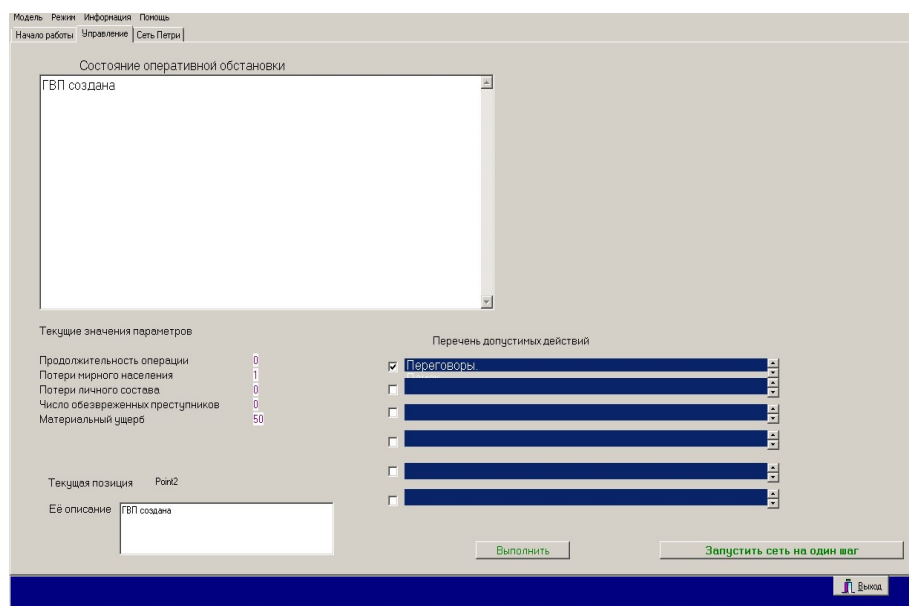 Модель Режим Информация Помощь
Начало работы Управление Сеть Петри
Состояние оперативной обстановки
ГВП создана
Текущие значения параметров
Перечень допустимых действий
Продолжительность операции 0
Переговоры.
Потери мирного населения 1
Потери личного состава 0
Число обезвреженных преступников 0
Материальный ущерб 50
Текущая позиция Point2
Её описание ГВП создана
Выполнить
Запустить сеть на один шаг
Выход